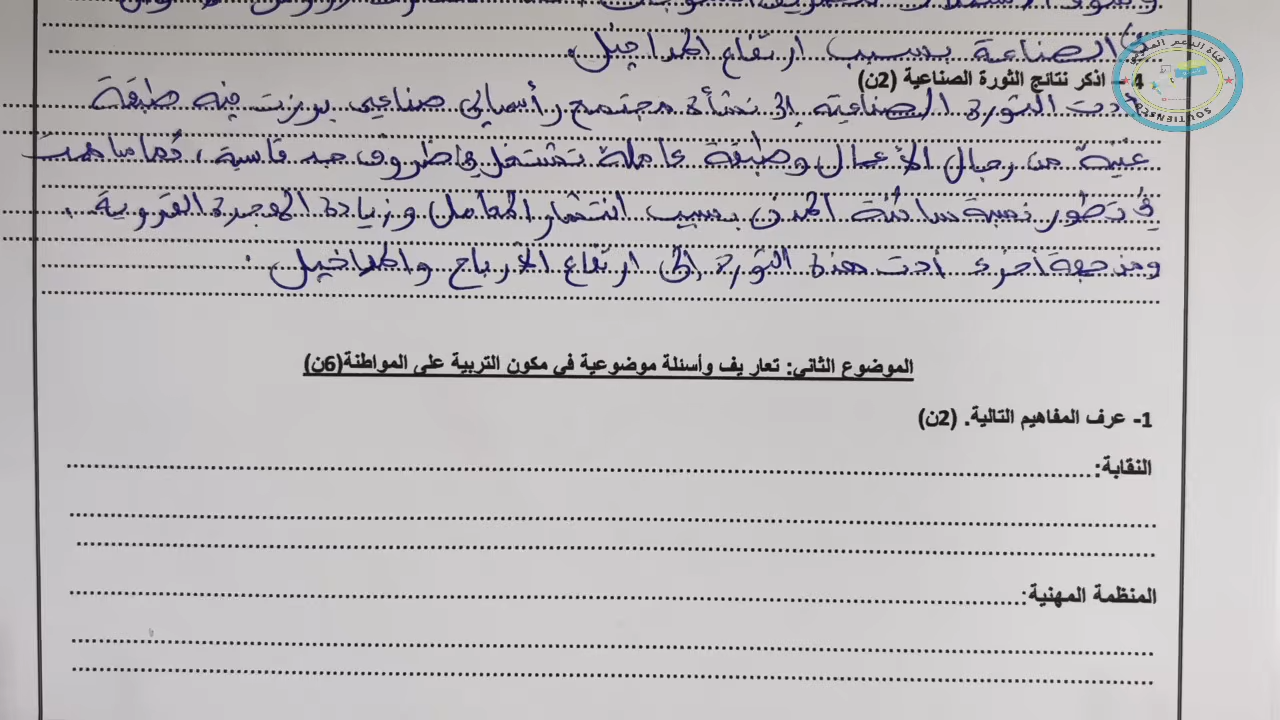 الصناعة بسبب ارتفاع المداخيل.
4 – اذكر نتائج الثورة الصناعية (2ن)
أدت الثورة الصناعية إلى نشأة مجتمع رأسمالي صناعي برزت فيه طبقة
غنية من رجال الأعمال وطبقة عاملة تشتغل في ظروف جد قاسية، كما ساهمت
في تطور نسبة ساكنة المدن بسبب انتشار المعامل وزيادة الهجرة القروية.
ومن جهة أخرى أدت هذه الثورة إلى ارتفاع الأرباح والمداخيل.
الموضوع الثاني: تعاريف وأسئلة موضوعية في مكون التربية على المواطنة(6ن)
1- عرف المفاهيم التالية. (2ن)
النقابة:
المنظمة المهنية:
SOUTIENSCOL